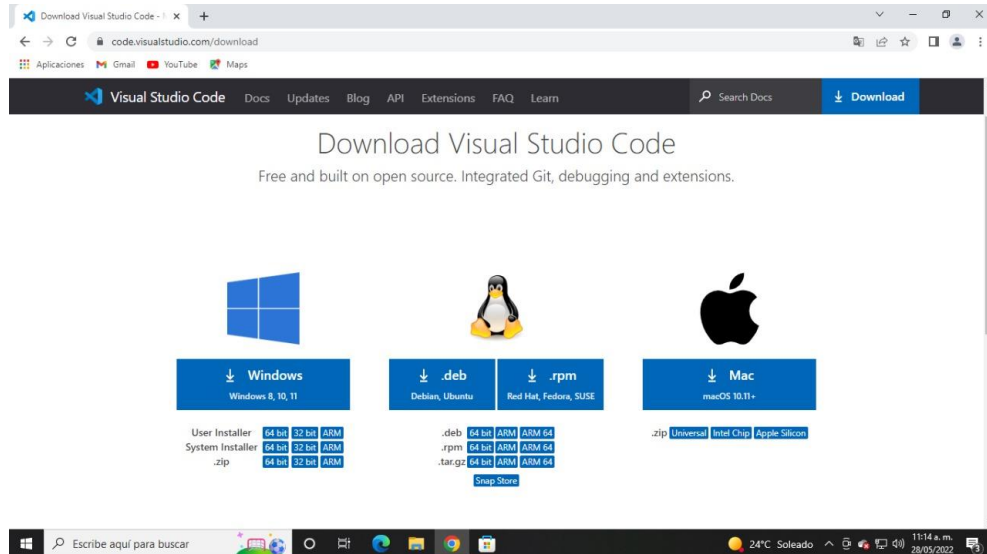 Download Visual Studio Code -
code.visualstudio.com/download
Aplicaciones Gmail YouTube Maps
Visual Studio Code Docs Updates Blog API Extensions FAQ Learn Search Docs Download
Download Visual Studio Code
Free and built on open source. Integrated Git, debugging and extensions.
Windows
Windows 8, 10, 11
.deb
Debian, Ubuntu
.rpm
Red Hat, Fedora, SUSE
Mac
macOS 10.11+
User Installer 64 bit 32 bit ARM
System Installer 64 bit 32 bit ARM
.zip 64 bit 32 bit ARM
.deb 64 bit ARM ARM 64
.rpm 64 bit ARM ARM 64
.tar.gz 64 bit ARM ARM 64
Snap Store
.zip Universal Intel Chip Apple Silicon
Escribe aquí para buscar
24°C Soleado
11:14 a. m.
28/05/2022
3